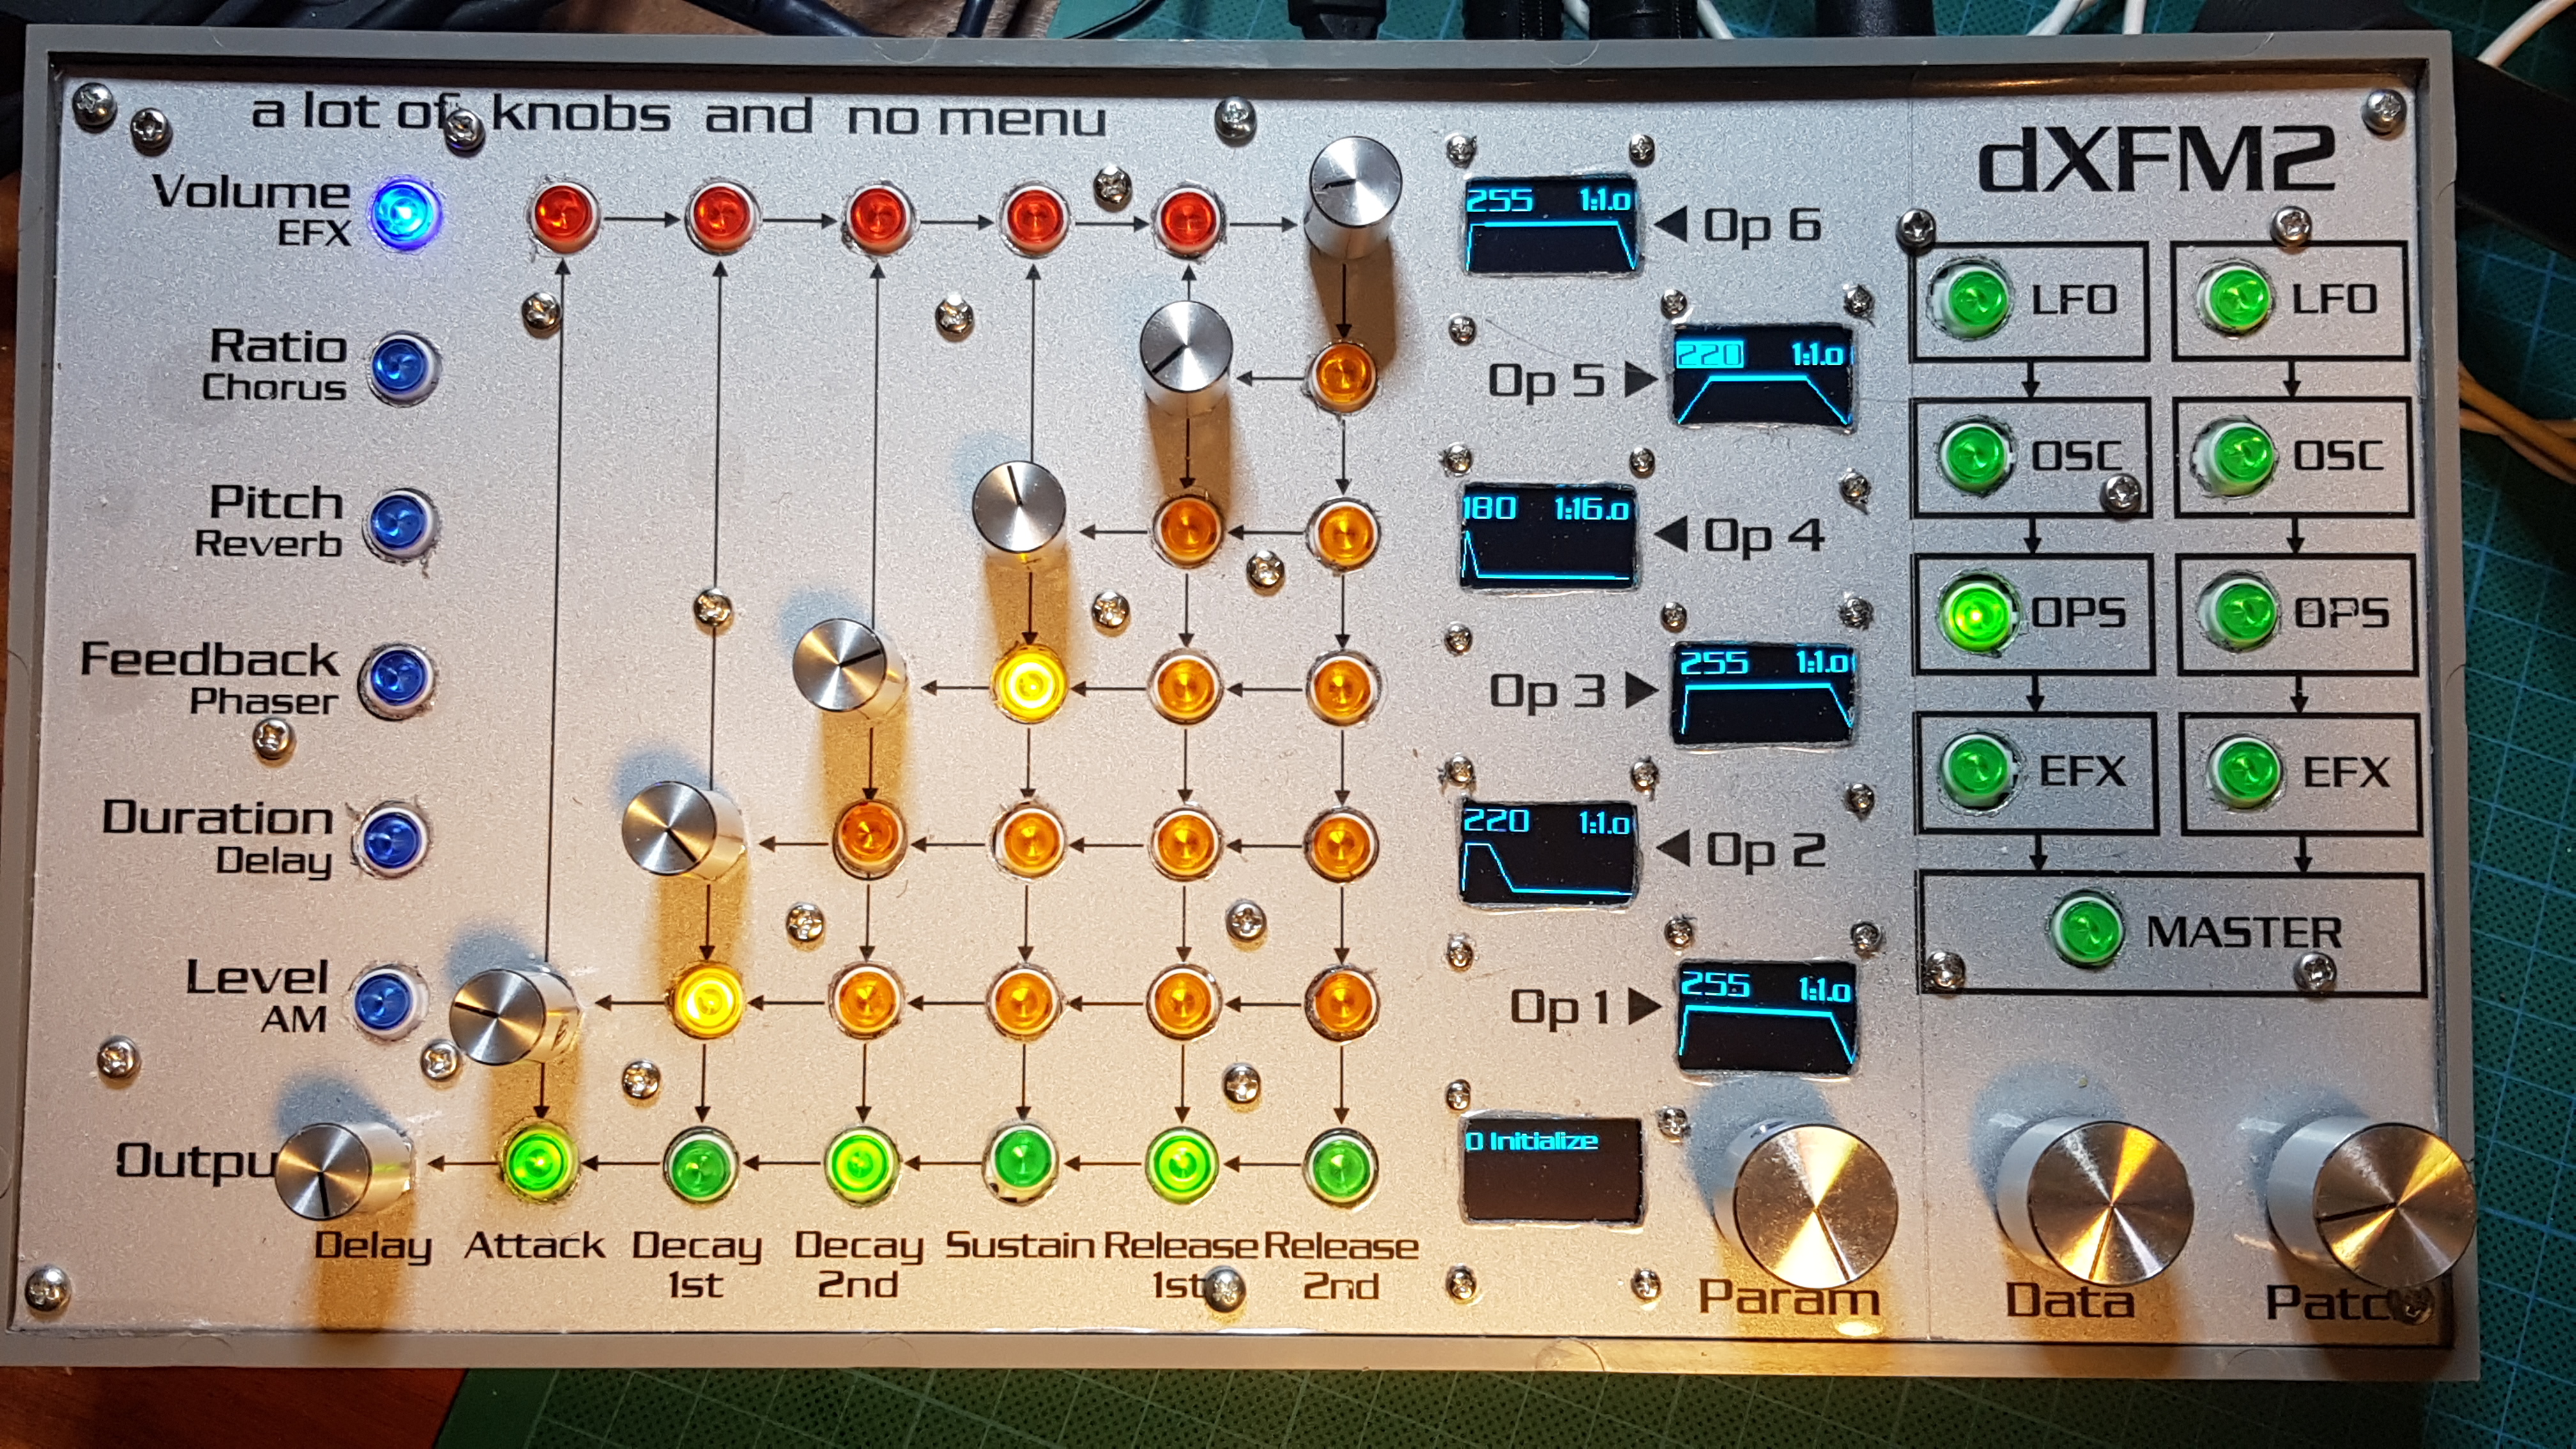 a lot of knobs and no menu
dXFM2
Volume
EFX
Ratio
Chorus
Pitch
Reverb
Feedback
Phaser
Duration
Delay
Level
AM
Output
Delay Attack Decay Decay Sustain Release Release
1st 2nd 1st 2nd
255 1:1.0
Op 6
Op 5
220 1:1.0
180 1:16.0
Op 4
Op 3
255 1:1.0
220 1:1.0
Op 2
Op 1
255 1:1.0
0 Initialize
LFO LFO
OSC OSC
OPS OPS
EFX EFX
MASTER
Param Data Patc